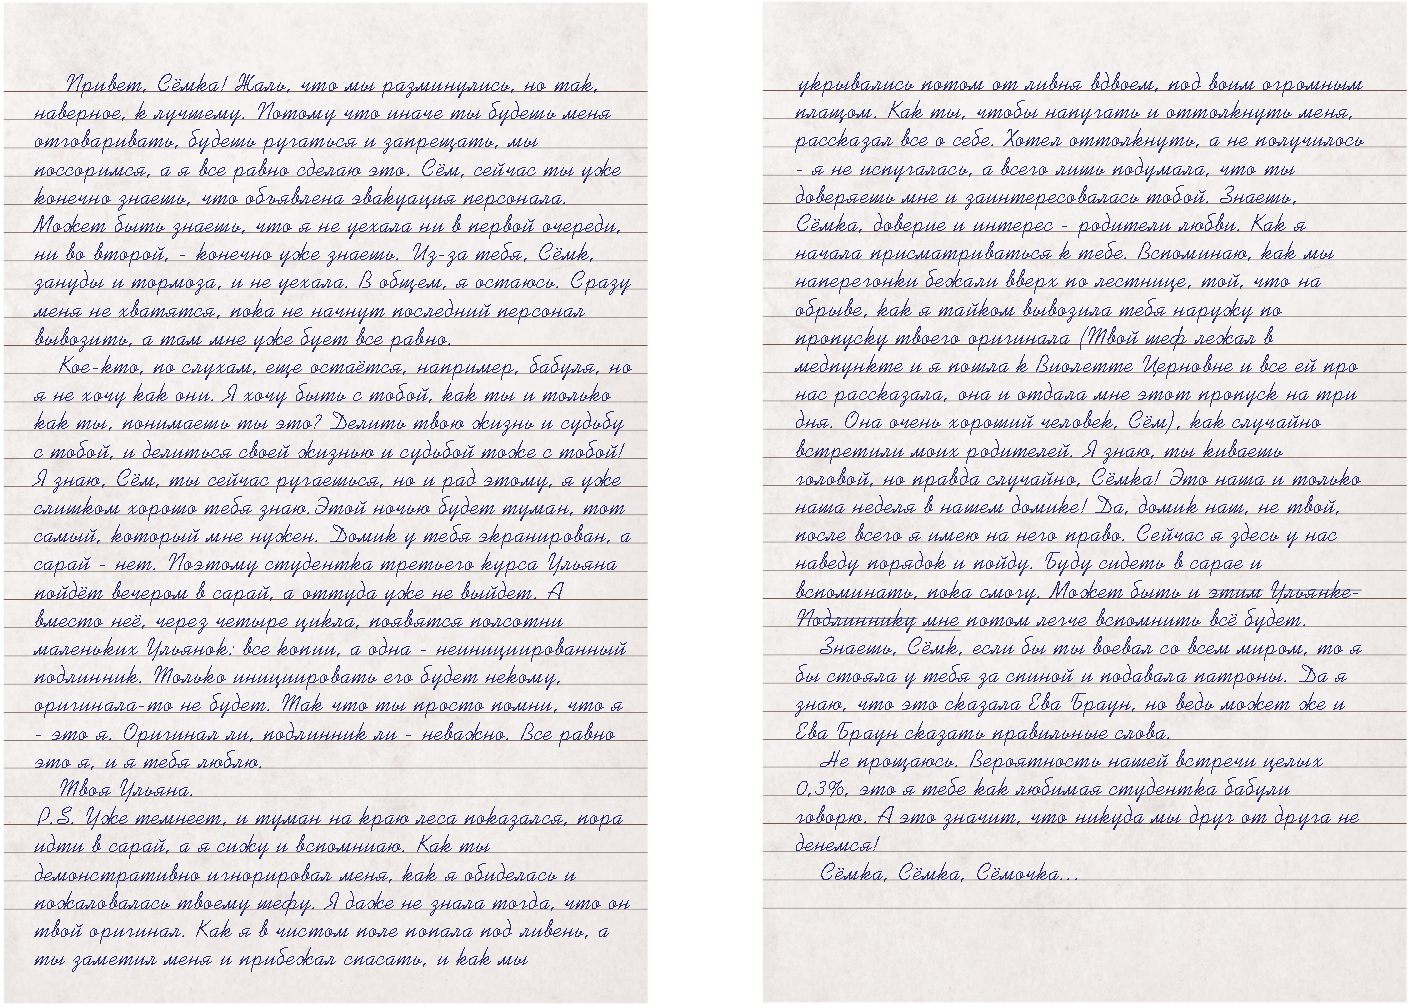 Привет, Сёмка! Жаль, что мы разминулись, но так,
наверное, к лучшему. Потому что иначе ты будешь меня
отговаривать, будешь ругаться и запрещать, мы
поссоримся, а я все равно сделаю это. Сём, сейчас ты уже
конечно знаешь, что объявлена эвакуация персонала.
Может быть знаешь, что я не уехала ни в первой очереди,
ни во второй, - конечно уже знаешь. Из-за тебя, Сёмк,
зануды и тормоза, и не уехала. В общем, я остаюсь. Сразу
меня не хватятся, пока не начнут последний персонал
вывозить, а там мне уже бует все равно.
Кое-кто, по слухам, еще остаётся, например, бабуля, но
я не хочу как они. Я хочу быть с тобой, как ты и только
как ты, понимаешь ты это? Делить твою жизнь и судьбу
с тобой, и делиться своей жизнью и судьбой тоже с тобой!
Я знаю, Сём, ты сейчас ругаешься, но и рад этому, я уже
слишком хорошо тебя знаю. Этой ночью будет туман, тот
самый, который мне нужен. Домик у тебя экранирован, а
сарай - нет. Поэтому студентка третьего курса Ульяна
пойдёт вечером в сарай, а оттуда уже не выйдет. А
вместо неё, через четыре цикла, появятся полсотни
маленьких Ульянок: все копии, а одна - неинициированный
подлинник. Только инициировать его будет некому,
оригинала-то не будет. Так что ты просто помни, что я
- это я. Оригинал ли, подлинник ли - неважно. Все равно
это я, и я тебя люблю.
Твоя Ульяна.
P.S. Уже темнеет, и туман на краю леса показался, пора
идти в сарай, а я сижу и вспомниаю. Как ты
демонстративно игнорировал меня, как я обиделась и
пожаловалась твоему шефу. Я даже не знала тогда, что он
твой оригинал. Как я в чистом поле попала под ливень, а
ты заметил меня и прибежал спасать, и как мы
укрывались потом от ливня вдвоем, под воим огромным
плащом. Как ты, чтобы напугать и оттолкнуть меня,
рассказал все о себе. Хотел оттолкнуть, а не получилось
- я не испугалась, а всего лишь подумала, что ты
доверяешь мне и заинтересовалась тобой. Знаешь,
Сёмка, доверие и интерес - родители любви. Как я
начала присматриваться к тебе. Вспоминаю, как мы
наперегонки бежали вверх по лестнице, той, что на
обрыве, как я тайком вывозила тебя наружу по
пропуску твоего оригинала (Твой шеф лежал в
медпункте и я пошла к Виолетте Церновне и все ей про
нас рассказала, она и отдала мне этот пропуск на три
дня. Она очень хороший человек, Сём), как случайно
встретили моих родителей. Я знаю, ты киваешь
головой, но правда случайно, Сёмка! Это наша и только
наша неделя в нашем домике! Да, домик наш, не твой,
после всего я имею на него право. Сейчас я здесь у нас
наведу порядок и пойду. Буду сидеть в сарае и
вспоминать, пока смогу. Может быть и этим Ульянке-
Подлиннику мне потом легче вспомнить всё будет.
Знаешь, Сёмк, если бы ты воевал со всем миром, то я
бы стояла у тебя за спиной и подавала патроны. Да я
знаю, что это сказала Ева Браун, но ведь может же и
Ева Браун сказать правильные слова.
Не прощаюсь. Вероятность нашей встречи целых
0,3%, это я тебе как любимая студентка бабули
говорю. А это значит, что никуда мы друг от друга не
денемся!
Сёмка, Сёмка, Сёмочка...